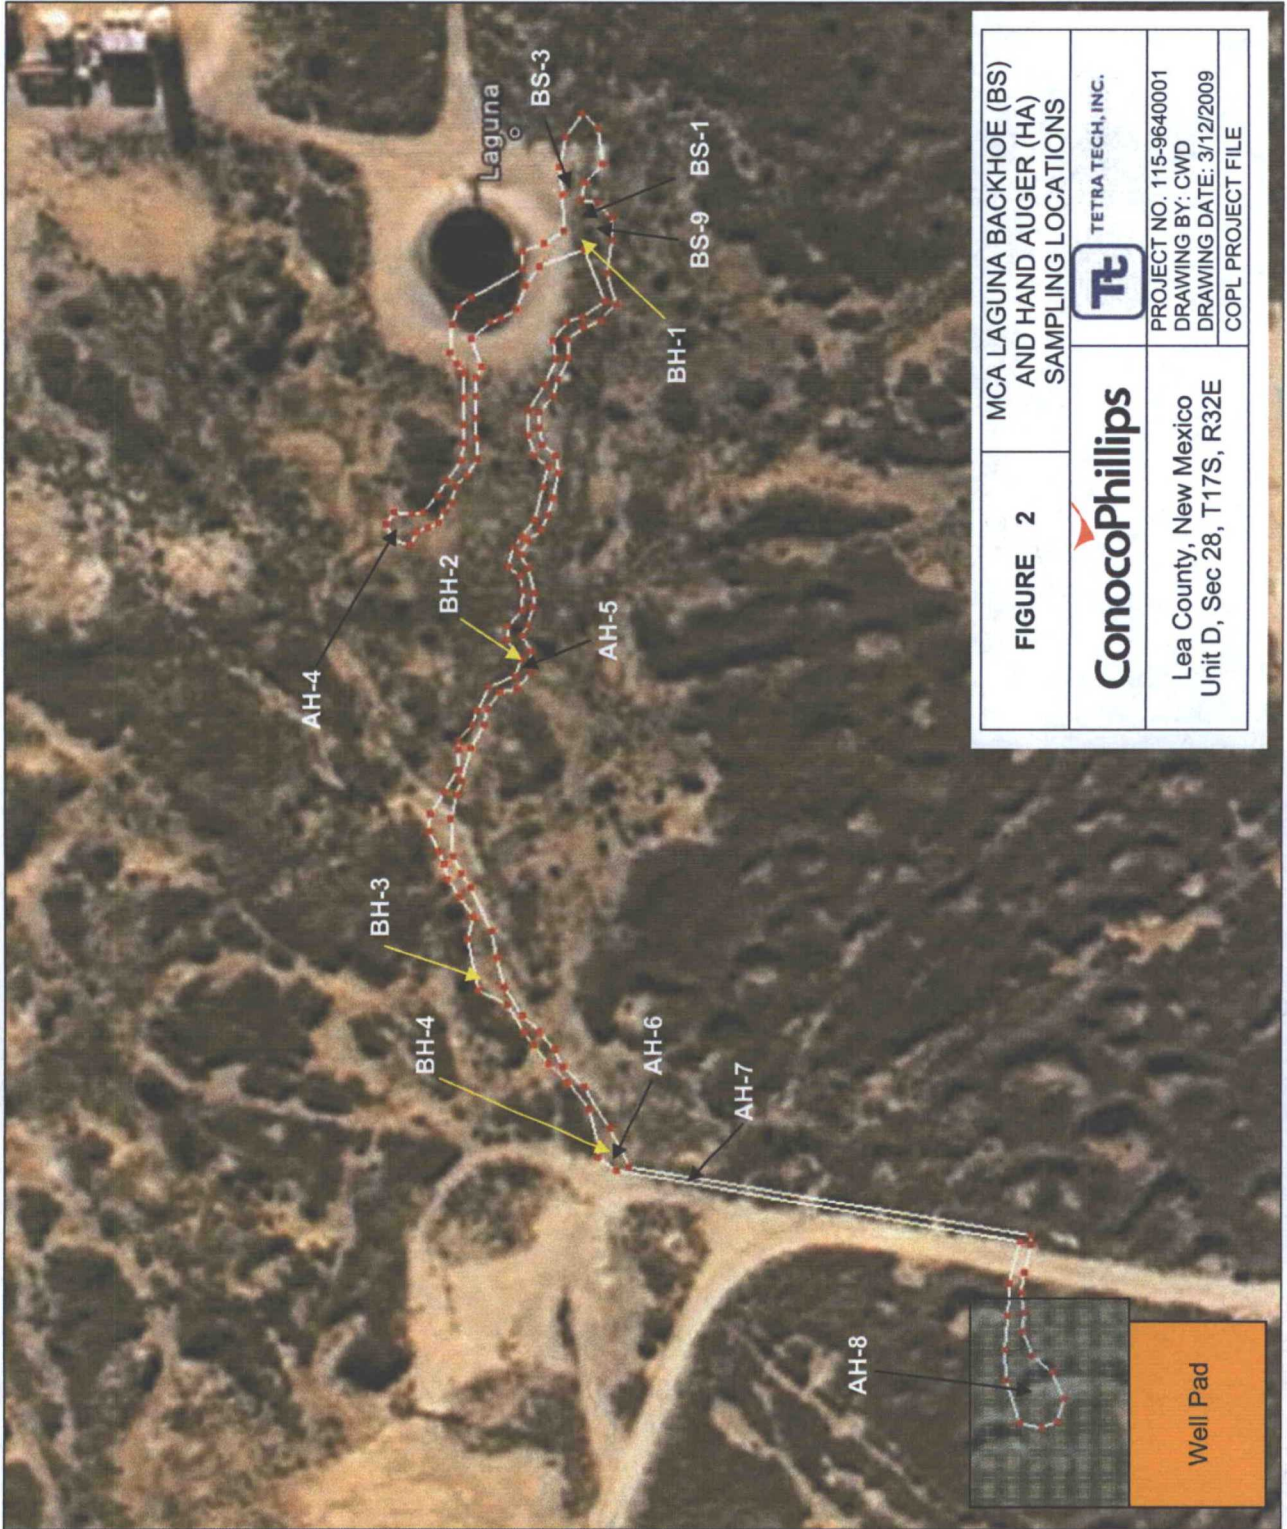 Laguna
BS-3
BS-1
BS-9
BH-1
AH-4
BH-2
AH-5
BH-3
BH-4
AH-6
AH-7
AH-8
Well Pad
FIGURE 2
MCA LAGUNA BACKHOE (BS)
AND HAND AUGER (HA)
SAMPLING LOCATIONS
ConocoPhillips
Tt TETRA TECH, INC.
Lea County, New Mexico
Unit D, Sec 28, T17S, R32E
PROJECT NO. 115-9640001
DRAWING BY: CWD
DRAWING DATE: 3/12/2009
COPL PROJECT FILE